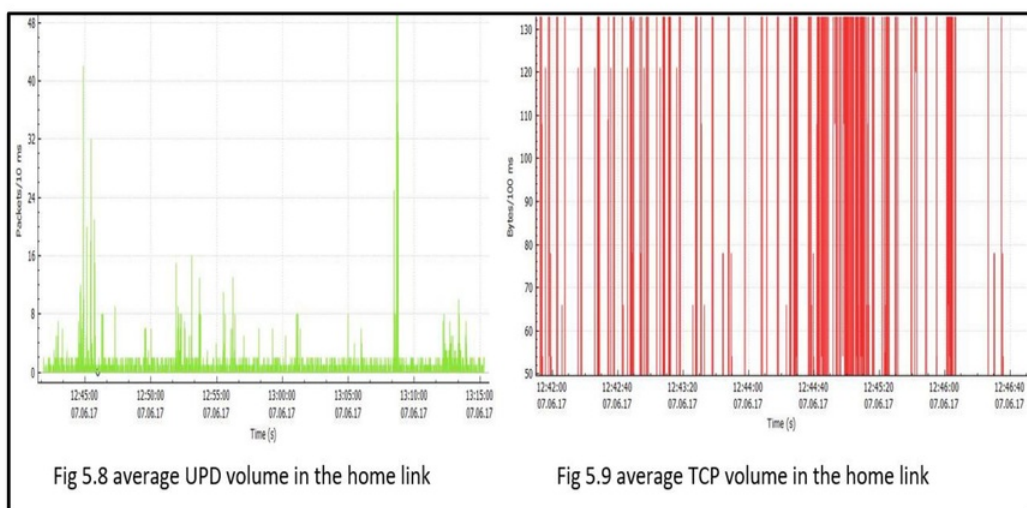 48
40
32
24
16
8
0
Packets/10 ms
12:45:00 12:50:00 12:55:00 13:00:00 13:05:00 13:10:00 13:15:00
07.06.17 07.06.17 07.06.17 07.06.17 07.06.17 07.06.17 07.06.17
Time (s)
Fig 5.8 average UPD volume in the home link
130
120
110
100
90
80
70
60
50
Bytes/100 ms
12:42:00 12:42:40 12:43:20 12:44:00 12:44:40 12:45:20 12:46:00 12:46:40
07.06.17 07.06.17 07.06.17 07.06.17 07.06.17 07.06.17 07.06.17 07.06.17
Time (s)
Fig 5.9 average TCP volume in the home link